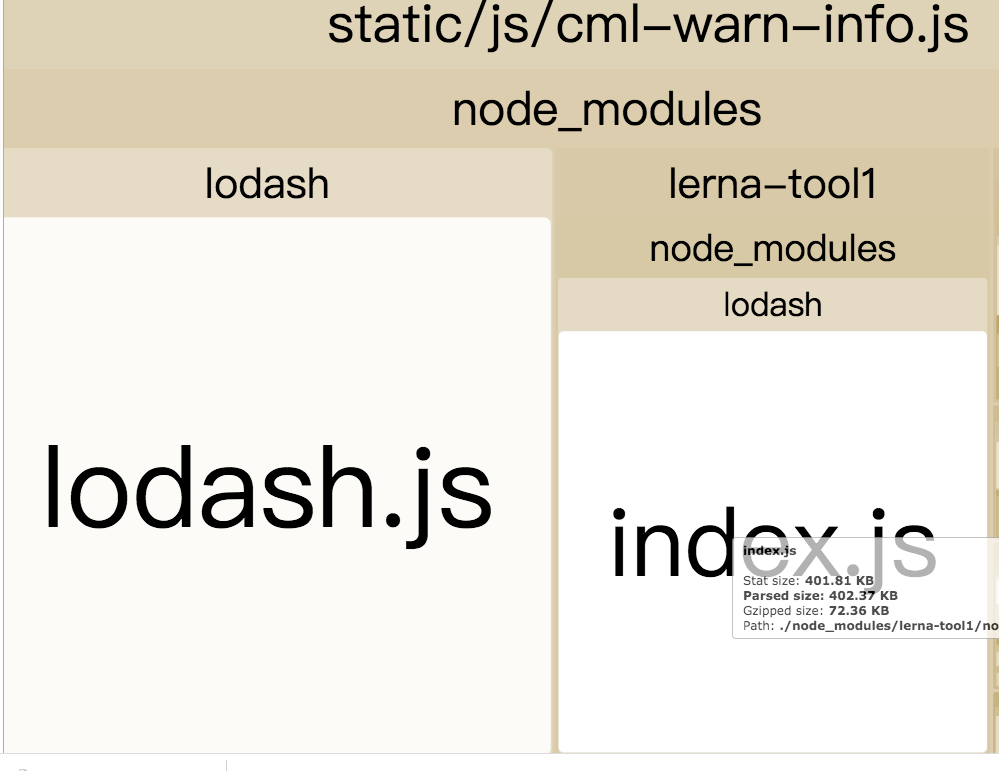 static/js/cml-warn-info.js
node_modules
lodash
lerna-tool1
node_modules
lodash
lodash.js
index.js
index.js
Stat size: 401.81 KB
Parsed size: 402.37 KB
Gzipped size: 72.36 KB
Path: ./node_modules/lerna-tool1/no